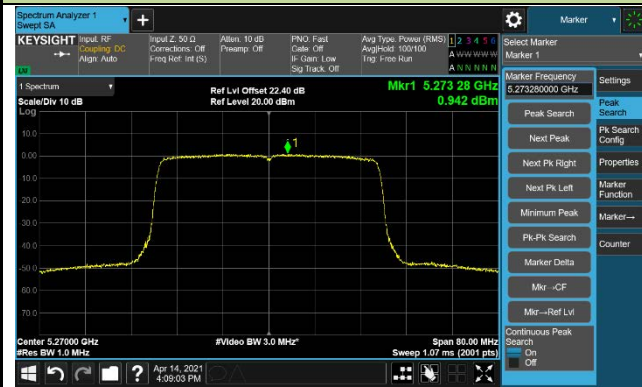 Spectrum Analyzer 1
Swept SA
Marker
KEYSIGHT
Input: RF
Coupling: DC
Align: Auto
Input Z: 50 Ω
Corrections: Off
Freq Ref: Int (S)
Atten: 10 dB
Preamp: Off
PNO: Fast
Gate: Off
IF Gain: Low
Sig Track: Off
Avg Type: Power (RMS)
Avg|Hold: 100/100
Trig: Free Run
1 2 3 4 5 6
A W W W W W
A N N N N N
LW
Select Marker
Marker 1
1 Spectrum
Scale/Div 10 dB
Log
Ref Lvl Offset 22.40 dB
Ref Level 20.00 dBm
Mkr1 5.273 28 GHz
0.942 dBm
Marker Frequency
5.273280000 GHz
Settings
Peak Search
Peak
Search
Next Peak
Pk Search
Config
Next Pk Right
Properties
Next Pk Left
Marker
Function
Minimum Peak
Marker→
Pk-Pk Search
Counter
Marker Delta
Mkr→CF
Mkr→Ref Lvl
Continuous Peak
Search
On
Off
10.0
0.00
-10.0
-20.0
-30.0
-40.0
-50.0
-60.0
-70.0
1
Center 5.27000 GHz
#Res BW 1.0 MHz
#Video BW 3.0 MHz*
Span 80.00 MHz
Sweep 1.07 ms (2001 pts)
?
Apr 14, 2021
4:09:03 PM